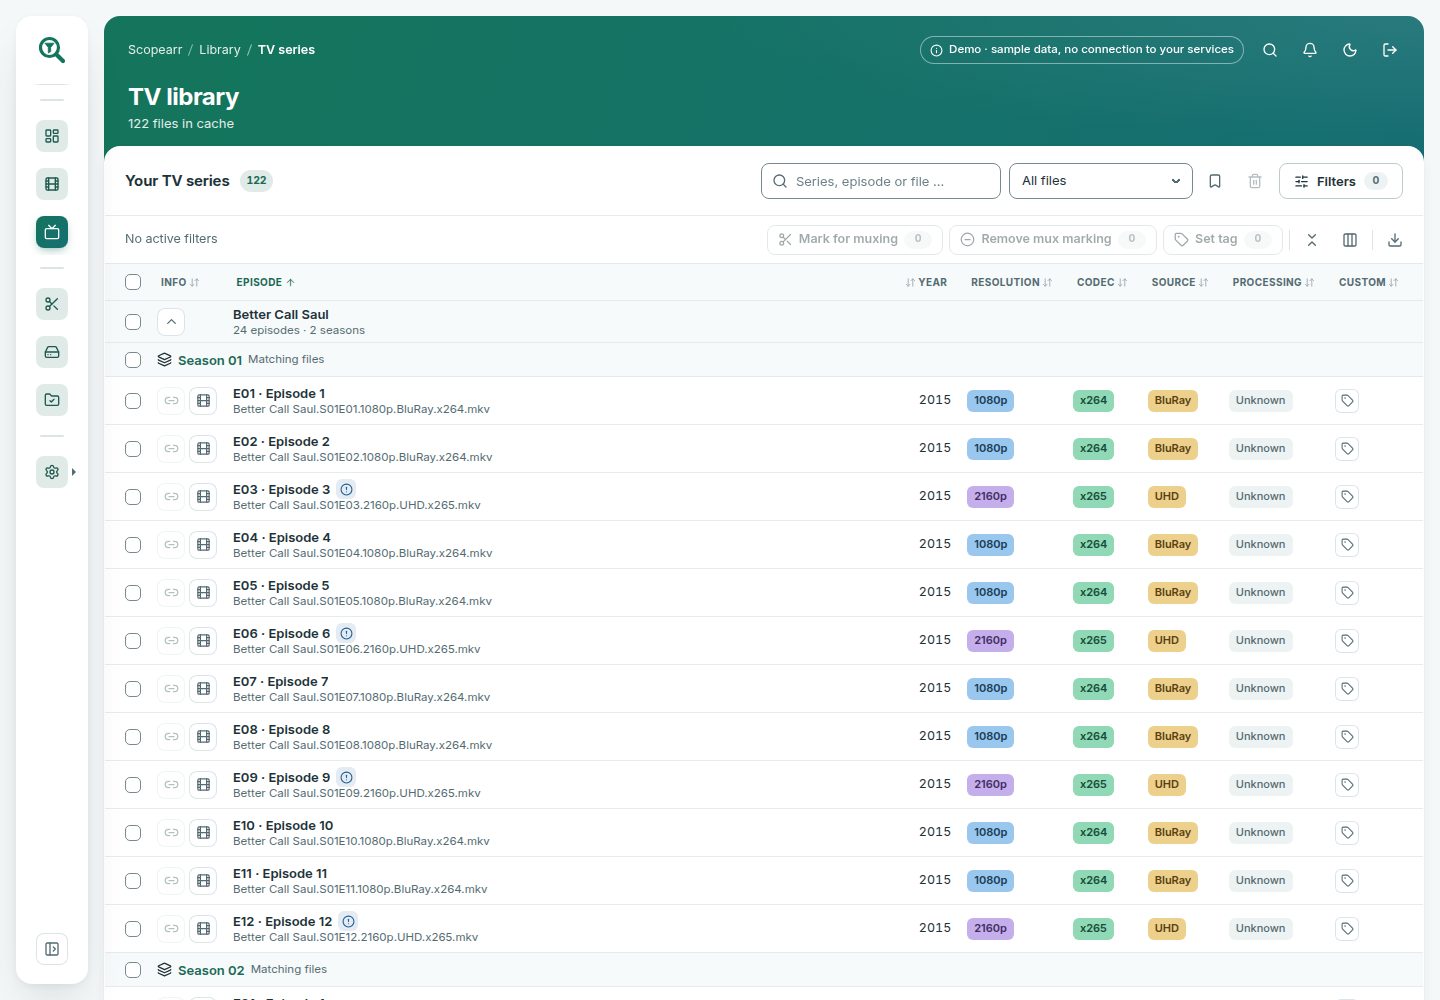 Scopearr / Library / TV series
Demo · sample data, no connection to your services
TV library
122 files in cache
Your TV series 122
Series, episode or file ...
All files
Filters 0
No active filters
Mark for muxing 0
Remove mux marking 0
Set tag 0
INFO EPISODE YEAR RESOLUTION CODEC SOURCE PROCESSING CUSTOM
Better Call Saul
24 episodes · 2 seasons
Season 01 Matching files
E01 · Episode 1
Better Call Saul.S01E01.1080p.BluRay.x264.mkv
2015 1080p x264 BluRay Unknown
E02 · Episode 2
Better Call Saul.S01E02.1080p.BluRay.x264.mkv
2015 1080p x264 BluRay Unknown
E03 · Episode 3
Better Call Saul.S01E03.2160p.UHD.x265.mkv
2015 2160p x265 UHD Unknown
E04 · Episode 4
Better Call Saul.S01E04.1080p.BluRay.x264.mkv
2015 1080p x264 BluRay Unknown
E05 · Episode 5
Better Call Saul.S01E05.1080p.BluRay.x264.mkv
2015 1080p x264 BluRay Unknown
E06 · Episode 6
Better Call Saul.S01E06.2160p.UHD.x265.mkv
2015 2160p x265 UHD Unknown
E07 · Episode 7
Better Call Saul.S01E07.1080p.BluRay.x264.mkv
2015 1080p x264 BluRay Unknown
E08 · Episode 8
Better Call Saul.S01E08.1080p.BluRay.x264.mkv
2015 1080p x264 BluRay Unknown
E09 · Episode 9
Better Call Saul.S01E09.2160p.UHD.x265.mkv
2015 2160p x265 UHD Unknown
E10 · Episode 10
Better Call Saul.S01E10.1080p.BluRay.x264.mkv
2015 1080p x264 BluRay Unknown
E11 · Episode 11
Better Call Saul.S01E11.1080p.BluRay.x264.mkv
2015 1080p x264 BluRay Unknown
E12 · Episode 12
Better Call Saul.S01E12.2160p.UHD.x265.mkv
2015 2160p x265 UHD Unknown
Season 02 Matching files